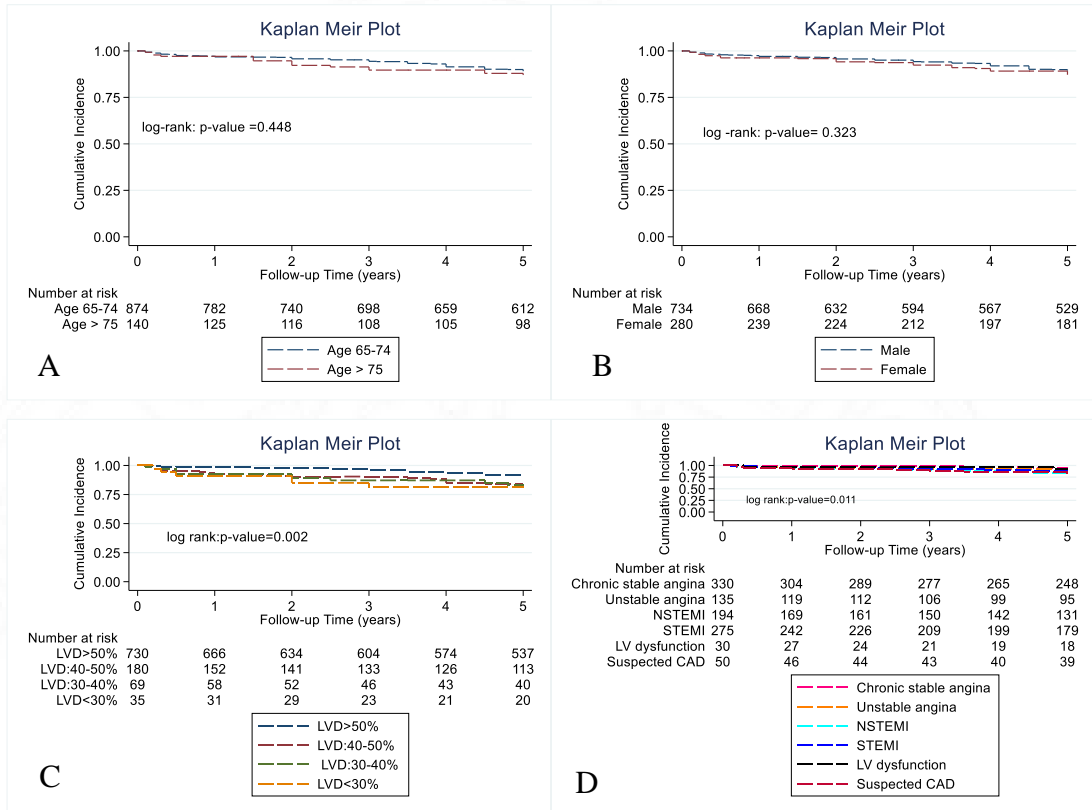 Kaplan Meir Plot
Cumulative Incidence
1.00
0.75
0.50
0.25
0.00
log-rank: p-value =0.448
0 1 2 3 4 5
Follow-up Time (years)
Number at risk
Age 65-74 874 782 740 698 659 612
Age > 75 140 125 116 108 105 98
Age 65-74
Age > 75
A
Kaplan Meir Plot
Cumulative Incidence
1.00
0.75
0.50
0.25
0.00
log -rank: p-value= 0.323
0 1 2 3 4 5
Follow-up Time (years)
Number at risk
Male 734 668 632 594 567 529
Female 280 239 224 212 197 181
Male
Female
B
Kaplan Meir Plot
Cumulative Incidence
1.00
0.75
0.50
0.25
0.00
log rank:p-value=0.002
0 1 2 3 4 5
Follow-up Time (years)
Number at risk
LVD>50% 730 666 634 604 574 537
LVD:40-50% 180 152 141 133 126 113
LVD:30-40% 69 58 52 46 43 40
LVD<30% 35 31 29 23 21 20
LVD>50%
LVD:40-50%
LVD:30-40%
LVD<30%
C
Kaplan Meir Plot
Cumulative Incidence
1.00
0.75
0.50
0.25
0.00
log rank:p-value=0.011
0 1 2 3 4 5
Follow-up Time (years)
Number at risk
Chronic stable angina 330 304 289 277 265 248
Unstable angina 135 119 112 106 99 95
NSTEMI 194 169 161 150 142 131
STEMI 275 242 226 209 199 179
LV dysfunction 30 27 24 21 19 18
Suspected CAD 50 46 44 43 40 39
Chronic stable angina
Unstable angina
NSTEMI
STEMI
LV dysfunction
Suspected CAD
D